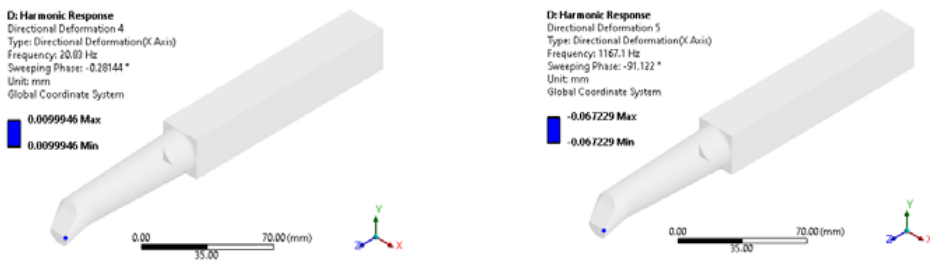 D: Harmonic Response
Directional Deformation 4
Type: Directional Deformation(X Axis)
Frequency: 20.83 Hz
Sweeping Phase: -0.28144 °
Unit: mm
Global Coordinate System
0.0099946 Max
0.0099946 Min
0.00
70.00 (mm)
35.00
Y
Z
X
D: Harmonic Response
Directional Deformation 5
Type: Directional Deformation(X Axis)
Frequency: 1167.1 Hz
Sweeping Phase: -91.122 °
Unit: mm
Global Coordinate System
-0.067229 Max
-0.067229 Min
0.00
70.00 (mm)
35.00
Y
Z
X